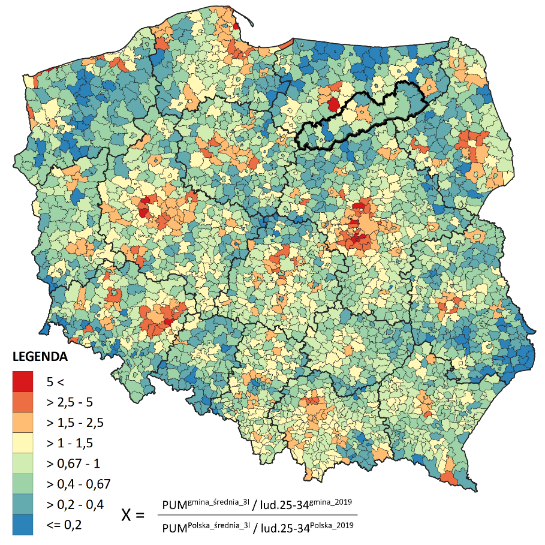 LEGENDA
5 <
> 2,5 - 5
> 1,5 - 2,5
> 1 - 1,5
> 0,67 - 1
> 0,4 - 0,67
> 0,2 - 0,4
<= 0,2
X = PUMgmina_średnia_3l / lud.25-34gmina_2019
PUMPolska_średnia_3l / lud.25-34Polska_2019